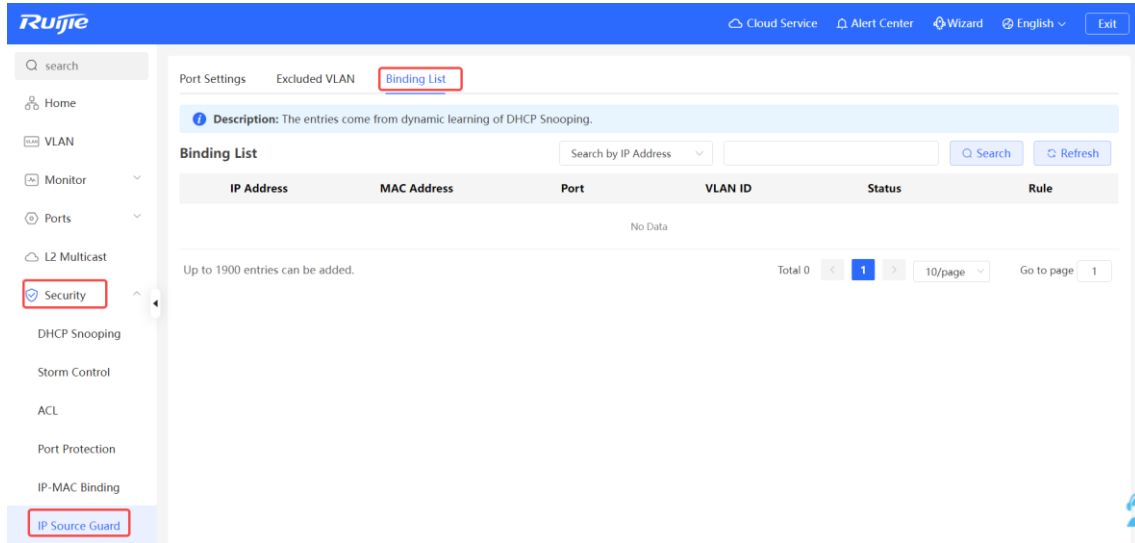 Ruijie
Cloud Service Alert Center Wizard English Exit
search
Home
VLAN
Monitor
Ports
L2 Multicast
Security
DHCP Snooping
Storm Control
ACL
Port Protection
IP-MAC Binding
IP Source Guard
Port Settings Excluded VLAN Binding List
Description: The entries come from dynamic learning of DHCP Snooping.
Binding List Search by IP Address Search Refresh
IP Address MAC Address Port VLAN ID Status Rule
No Data
Up to 1900 entries can be added. Total 0 1 10/page Go to page 1